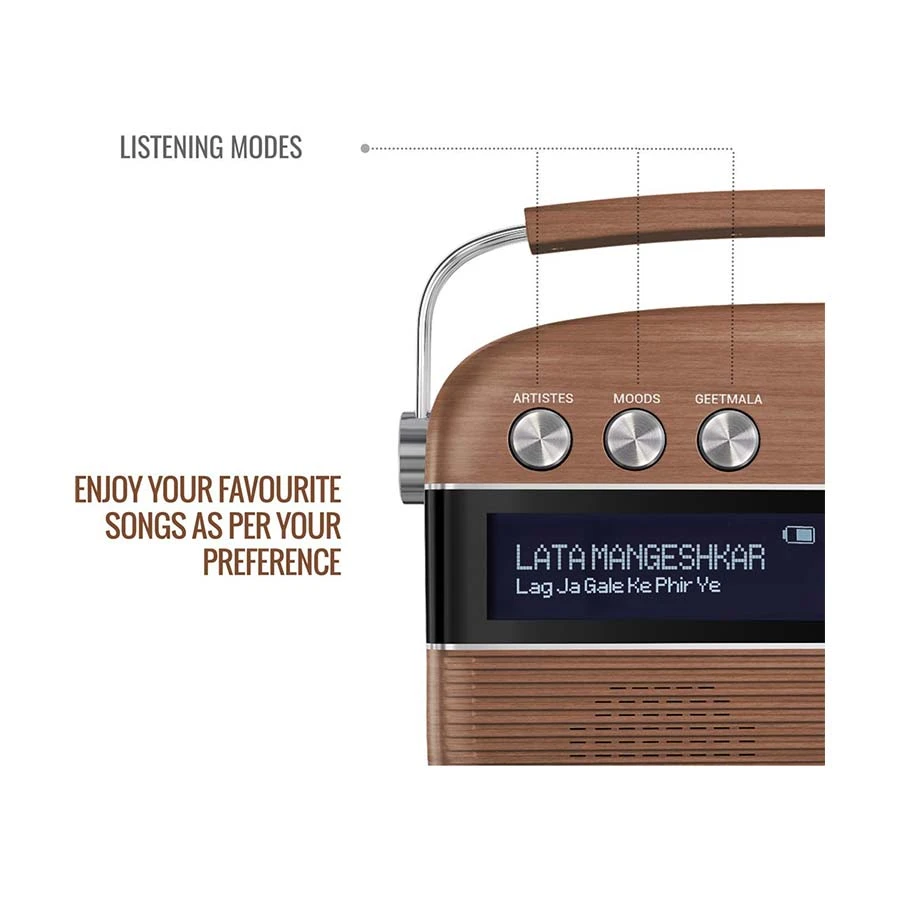 LISTENING MODES
ARTISTES MOODS GEETMALA
ENJOY YOUR FAVOURITE
SONGS AS PER YOUR
PREFERENCE
LATA MANGESHKAR
Lag Ja Gale Ke Phir Ye